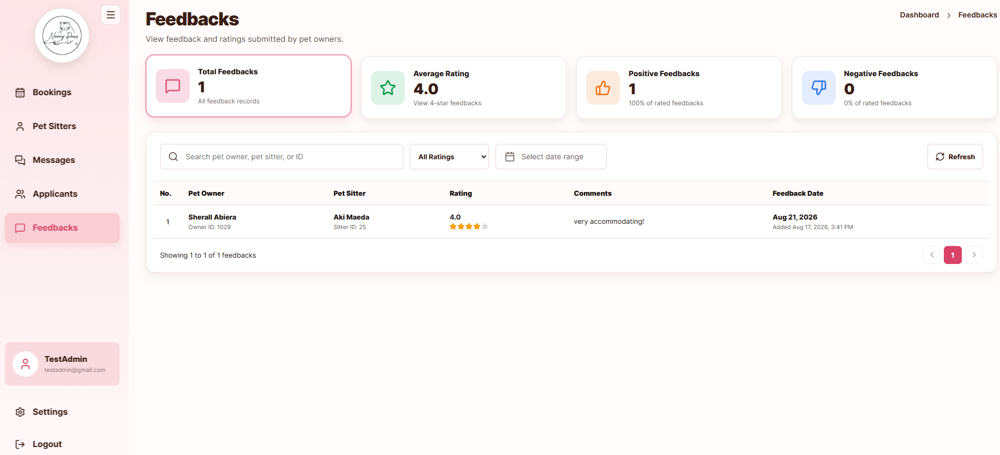 Nanny Paws
Bookings
Pet Sitters
Messages
Applicants
Feedbacks
TestAdmin
testadmin@gmail.com
Settings
Logout
Feedbacks
View feedback and ratings submitted by pet owners.
Dashboard › Feedbacks
Total Feedbacks
1
All feedback records
Average Rating
4.0
View 4-star feedbacks
Positive Feedbacks
1
100% of rated feedbacks
Negative Feedbacks
0
0% of rated feedbacks
Search pet owner, pet sitter, or ID
All Ratings
Select date range
Refresh
No. Pet Owner Pet Sitter Rating Comments Feedback Date
1 Sherall Abiera Aki Maeda 4.0 very accommodating! Aug 21, 2026
Owner ID: 1029 Sitter ID: 25 Added Aug 17, 2026, 3:41 PM
Showing 1 to 1 of 1 feedbacks
1